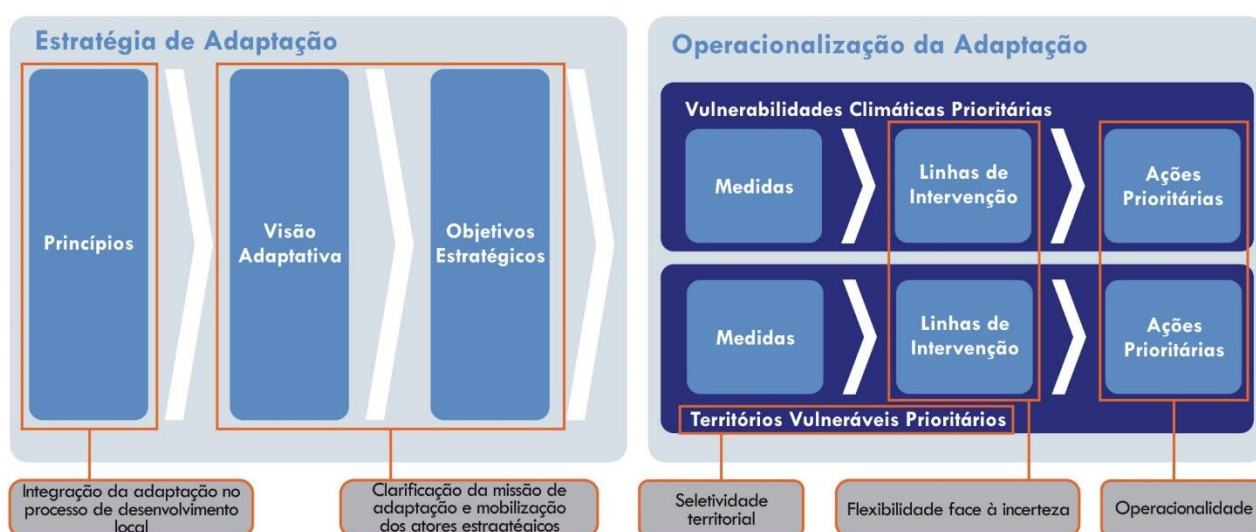 Estratégia de Adaptação
Princípios
Visão
Adaptativa
Objetivos
Estratégicos
Integração da adaptação no
processo de desenvolvimento
local
Clarificação da missão de
adaptação e mobilização
dos atores estraatéaicos
Operacionalização da Adaptação
Vulnerabilidades Climáticas Prioritárias
Medidas
Linhas de
Intervenção
Ações
Prioritárias
Medidas
Linhas de
Intervenção
Ações
Prioritárias
Territórios Vulneráveis Prioritários
Seletividade
territorial
Flexibilidade face à incerteza
Operacionalidade